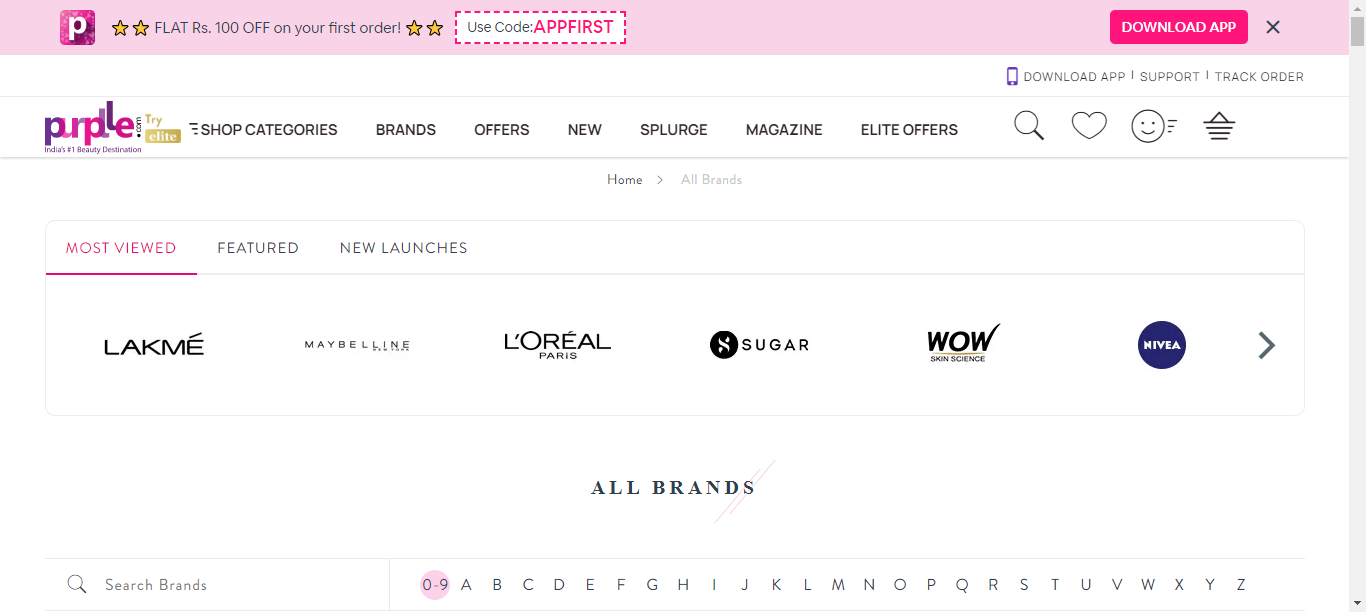 P FLAT Rs. 100 OFF on your first order! Use Code:APPFIRST DOWNLOAD APP
DOWNLOAD APP | SUPPORT | TRACK ORDER
purplle.com Try elite
India's #1 Beauty Destination
SHOP CATEGORIES BRANDS OFFERS NEW SPLURGE MAGAZINE ELITE OFFERS
Home > All Brands
MOST VIEWED FEATURED NEW LAUNCHES
LAKMÉ MAYBELLINE NEW YORK L'ORÉAL PARIS S SUGAR WOW SKIN SCIENCE NIVEA
ALL BRANDS
Search Brands 0-9 A B C D E F G H I J K L M N O P Q R S T U V W X Y Z